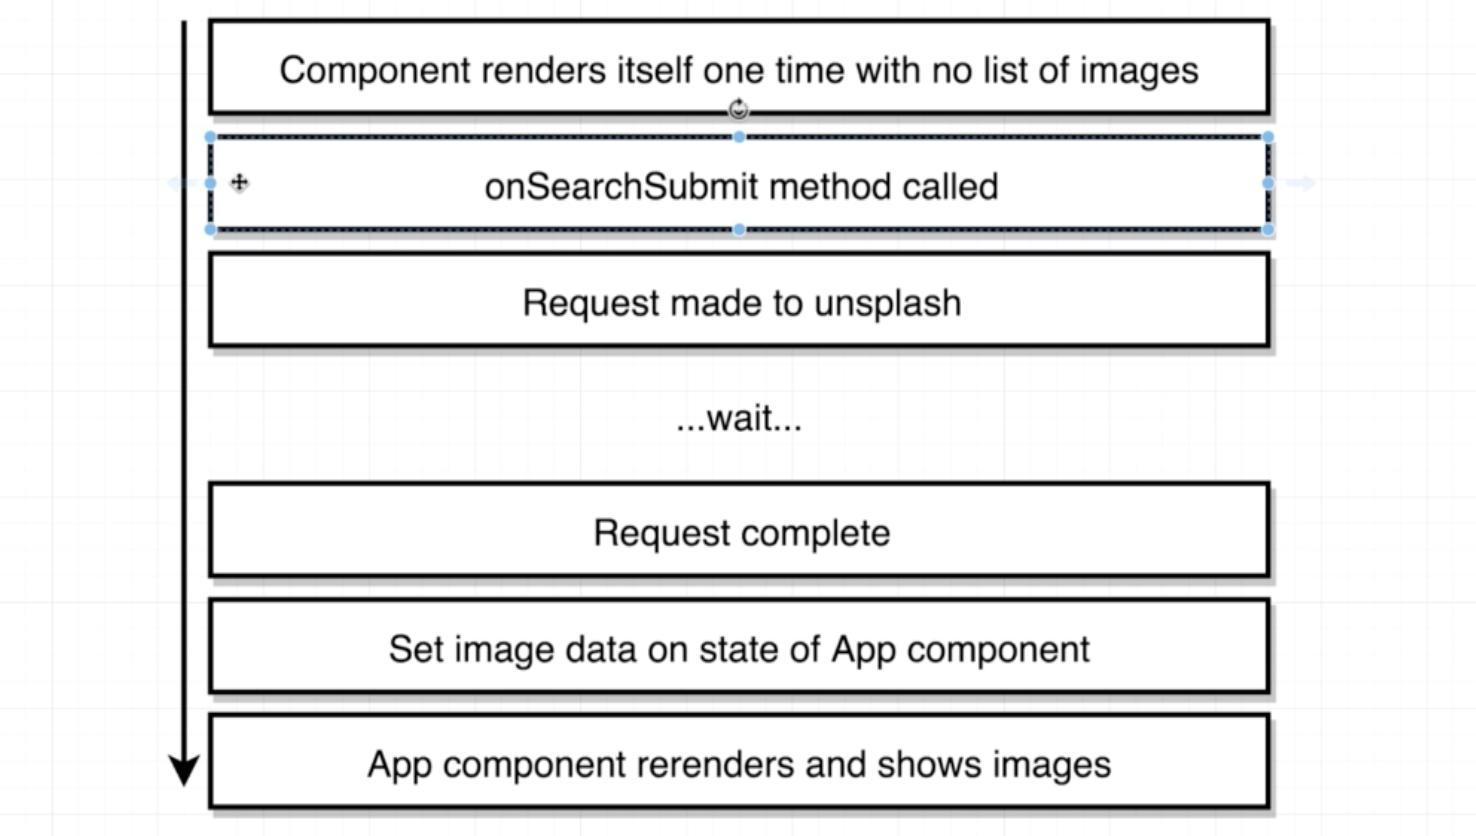 Component renders itself one time with no list of images
onSearchSubmit method called
Request made to unsplash
...wait...
Request complete
Set image data on state of App component
App component rerenders and shows images